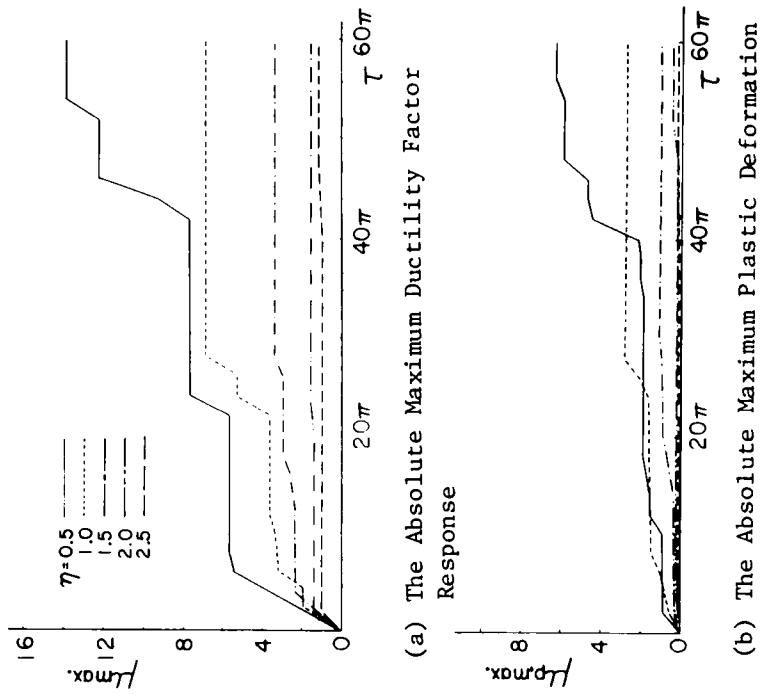 η=0.5
1.0
1.5
2.0
2.5
μmax.
16
12
8
4
0
20π
40π
60π
τ
(a) The Absolute Maximum Ductility Factor
Response
μp,max.
8
4
0
20π
40π
60π
τ
(b) The Absolute Maximum Plastic Deformation